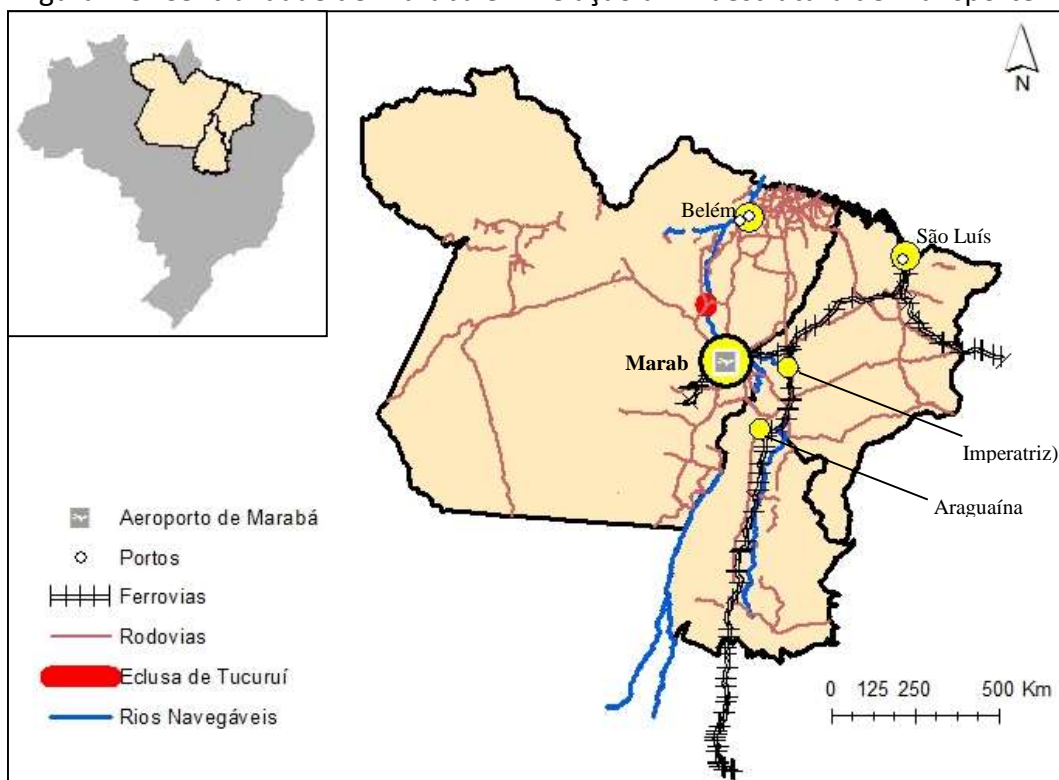 N
Belém
São Luís
Marab
Imperatriz)
Araguaína
Aeroporto de Marabá
Portos
Ferrovias
Rodovias
Eclusa de Tucuruí
Rios Navegáveis
0 125 250 500 Km